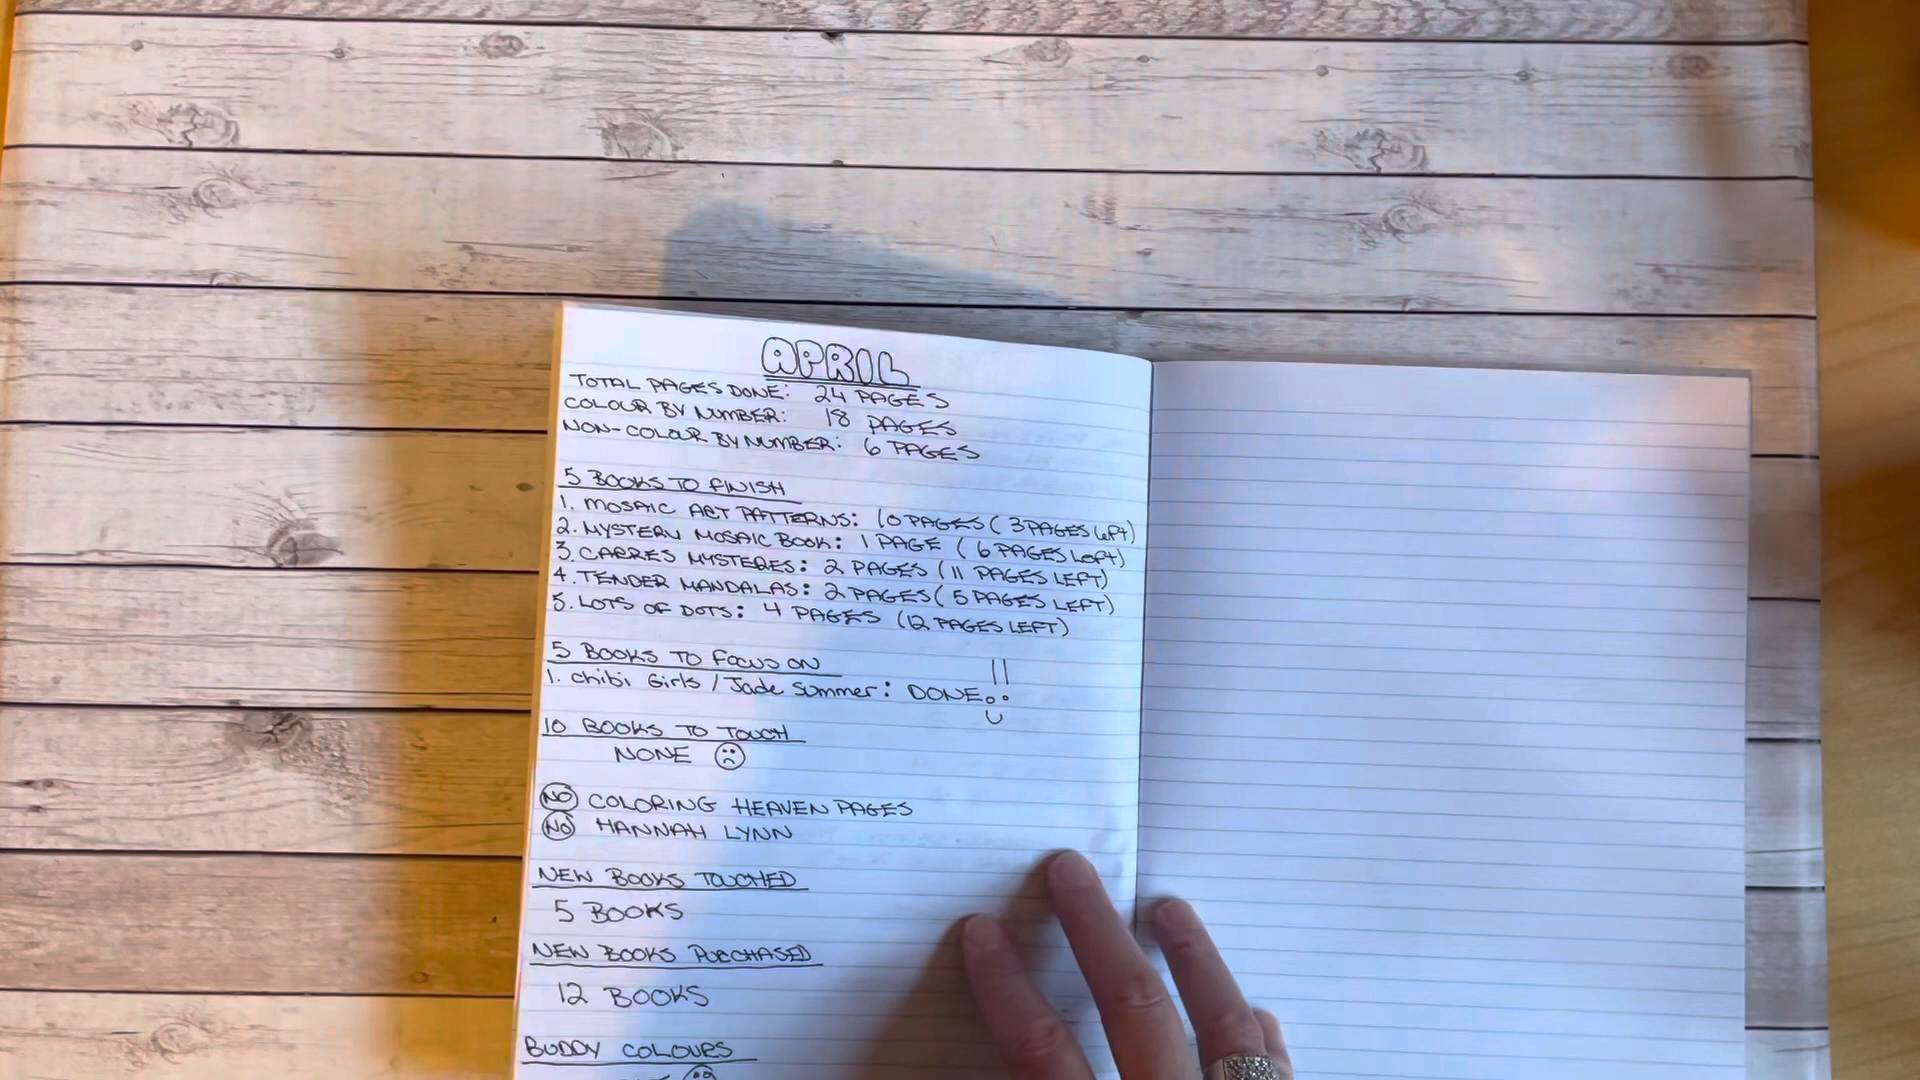 APRIL
TOTAL PAGES DONE: 24 PAGES
COLOUR BY NUMBER: 18 PAGES
NON-COLOUR BY NUMBER: 6 PAGES
5 BOOKS TO FINISH
1. MOSAIC ART PATTERNS: 10 PAGES (3 PAGES Left)
2. MYSTERY MOSAIC BOOK: 1 PAGE (6 PAGES Left)
3. CARRES MYSTERES: 2 PAGES (11 PAGES LEFT)
4. TENDER MANDALAS: 2 PAGES (5 PAGES LEFT)
5. LOTS OF DOTS: 4 PAGES (12 PAGES LEFT)
5 BOOKS TO FOCUS ON
1. Chibi Girls / Jade Summer: DONE!!
10 BOOKS TO TOUCH
NONE
NO COLORING HEAVEN PAGES
NO HANNAH LYNN
NEW BOOKS TOUCHED
5 BOOKS
NEW BOOKS PURCHASED
12 BOOKS
BUDDY COLOURS